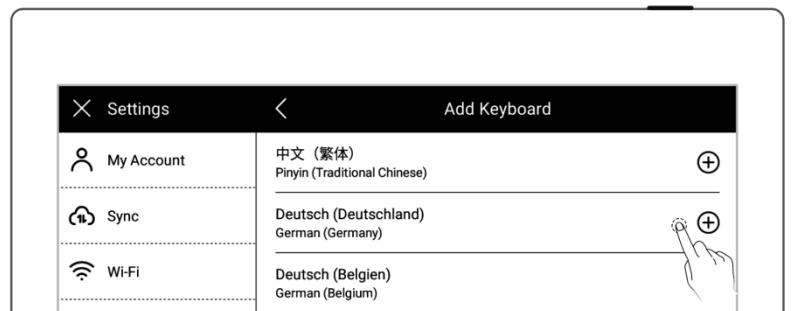 Settings
Add Keyboard
My Account
Sync
Wi-Fi
中文（繁体）
Pinyin (Traditional Chinese)
Deutsch (Deutschland)
German (Germany)
Deutsch (Belgien)
German (Belgium)